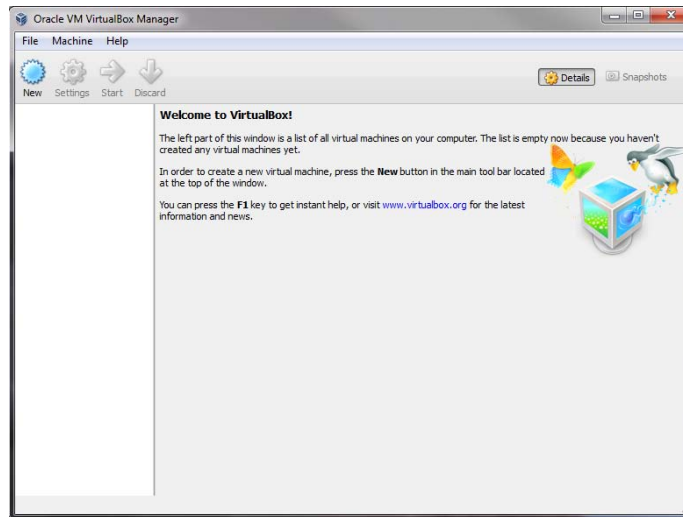 Oracle VM VirtualBox Manager
File Machine Help
New Settings Start Discard
Details Snapshots
Welcome to VirtualBox!
The left part of this window is a list of all virtual machines on your computer. The list is empty now because you haven't
created any virtual machines yet.
In order to create a new virtual machine, press the New button in the main tool bar located
at the top of the window.
You can press the F1 key to get instant help, or visit www.virtualbox.org for the latest
information and news.